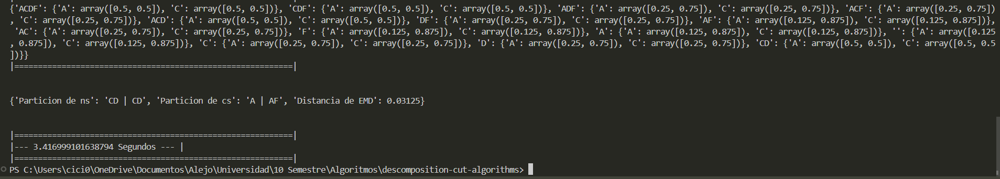 {'ACDF': {'A': array([0.5, 0.5]), 'C': array([0.5, 0.5])}, 'CDF': {'A': array([0.5, 0.5]), 'C': array([0.5, 0.5])}, 'ADF': {'A': array([0.25, 0.75]), 'C': array([0.25, 0.75])}, 'ACF': {'A': array([0.25, 0.75])
, 'C': array([0.25, 0.75])}, 'ACD': {'A': array([0.5, 0.5]), 'C': array([0.5, 0.5])}, 'DF': {'A': array([0.25, 0.75]), 'C': array([0.25, 0.75])}, 'AF': {'A': array([0.125, 0.875]), 'C': array([0.125, 0.875])},
'AC': {'A': array([0.25, 0.75]), 'C': array([0.25, 0.75])}, 'F': {'A': array([0.125, 0.875]), 'C': array([0.125, 0.875])}, 'A': {'A': array([0.125, 0.875]), 'C': array([0.125, 0.875])}, '': {'A': array([0.125
, 0.875]), 'C': array([0.125, 0.875])}, 'C': {'A': array([0.25, 0.75]), 'C': array([0.25, 0.75])}, 'D': {'A': array([0.25, 0.75]), 'C': array([0.25, 0.75])}, 'CD': {'A': array([0.5, 0.5]), 'C': array([0.5, 0.5
])}}
|===========================================================|
{'Particion de ns': 'CD | CD', 'Particion de cs': 'A | AF', 'Distancia de EMD': 0.03125}
|===========================================================|
|--- 3.416999101638794 Segundos --- |
|===========================================================|
PS C:\Users\cici0\OneDrive\Documentos\Alejo\Universidad\10 Semestre\Algoritmos\descomposition-cut-algorithms>